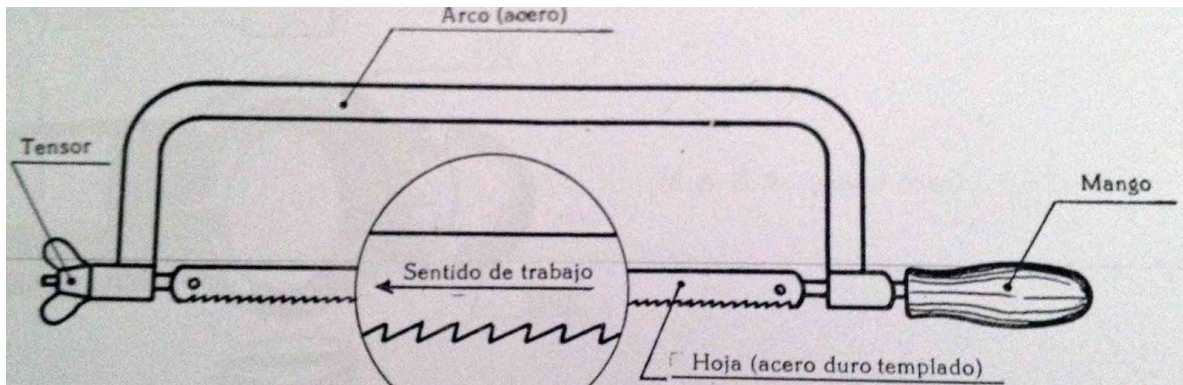 Arco (acero)
Tensor
Mango
Sentido de trabajo
Hoja (acero duro templado)